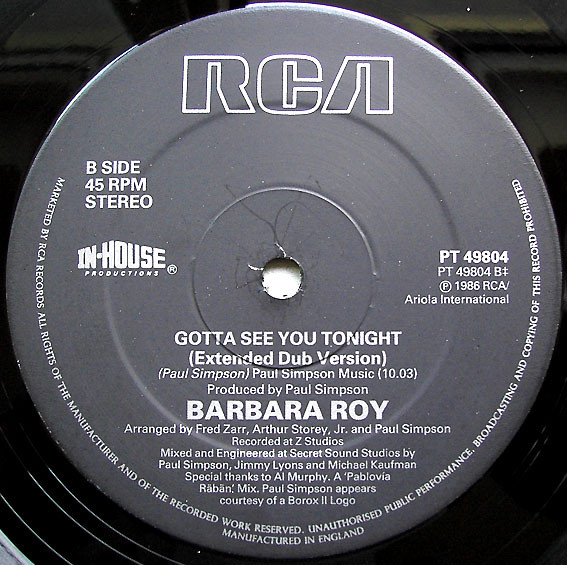 RCA
B SIDE
45 RPM
STEREO
IN-HOUSE
PRODUCTIONS ®
PT 49804
PT 49804 B‡
℗ 1986 RCA/
Ariola International
GOTTA SEE YOU TONIGHT
(Extended Dub Version)
(Paul Simpson) Paul Simpson Music (10.03)
Produced by Paul Simpson
BARBARA ROY
Arranged by Fred Zarr, Arthur Storey, Jr. and Paul Simpson
Recorded at Z Studios
Mixed and Engineered at Secret Sound Studios by
Paul Simpson, Jimmy Lyons and Michael Kaufman
Special thanks to Al Murphy. A 'Pablovía
Räbän,' Mix. Paul Simpson appears
courtesy of a Borox II Logo
MARKETED BY RCA RECORDS ALL RIGHTS OF THE MANUFACTURER AND OF THE OWNER OF THE RECORDED WORK RESERVED. UNAUTHORISED PUBLIC PERFORMANCE, BROADCASTING AND COPYING OF THIS RECORD PROHIBITED
MANUFACTURED IN ENGLAND